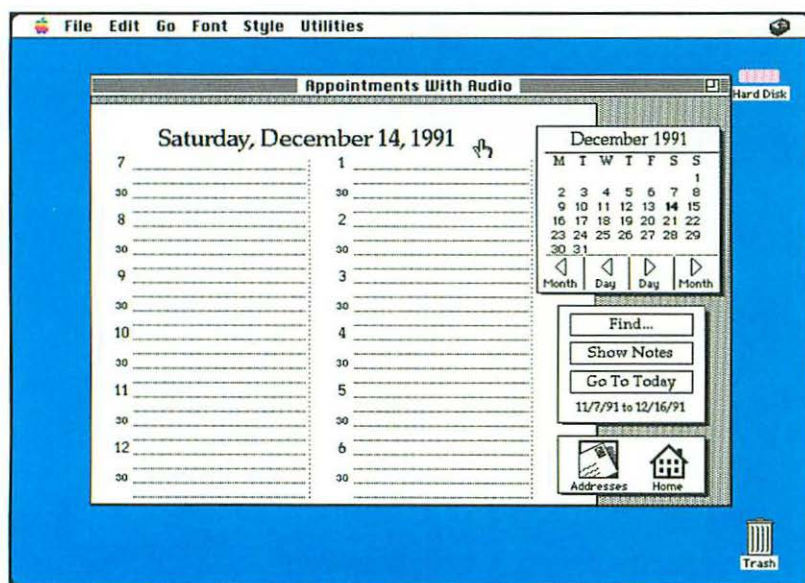 File Edit Go Font Style Utilities
Hard Disk
Appointments With Audio
Saturday, December 14, 1991
7
30
8
30
9
30
10
30
11
30
12
30
1
30
2
30
3
30
4
30
5
30
6
30
December 1991
M T W T F S S
1
2 3 4 5 6 7 8
9 10 11 12 13 14 15
16 17 18 19 20 21 22
23 24 25 26 27 28 29
30 31
Month Day Day Month
Find...
Show Notes
Go To Today
11/7/91 to 12/16/91
Addresses Home
Trash